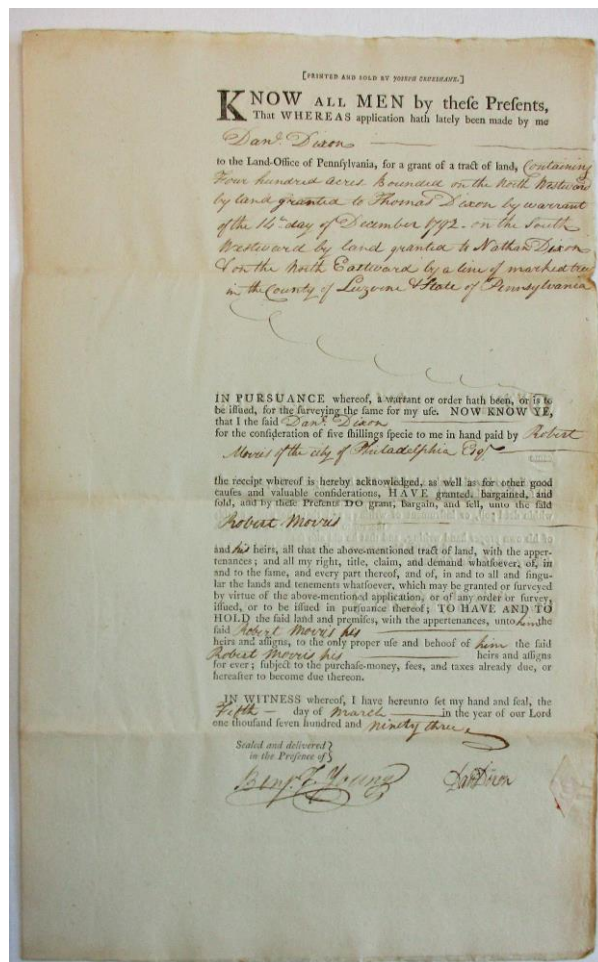 [PRINTED AND SOLD BY JOSEPH CRUKSHANK.]
KNOW ALL MEN by theſe Preſents,
That WHEREAS application hath lately been made by me
Danl. Dixon
to the Land-Office of Pennſylvania, for a grant of a tract of land, Containing
Four hundred acres Bounded on the North Westward
by land granted to Thomas Dixon by warrant
of the 14th day of December 1792 - on the South
Westward by land granted to Nathan Dixon
& on the North Eastward by a line of marked trees
in the County of Luzerne & State of Pennsylvania
IN PURSUANCE whereof, a warrant or order hath been, or is to
be iſſued, for the ſurveying the ſame for my uſe. NOW KNOW YE,
that I the ſaid Danl. Dixon
for the conſideration of five ſhillings ſpecie to me in hand paid by Robert
Morris of the city of Philadelphia Esqr
the receipt whereof is hereby acknowledged, as well as for other good
cauſes and valuable conſiderations, HAVE granted, bargained, and
ſold, and by theſe Preſents DO grant, bargain, and ſell, unto the ſaid
Robert Morris
and his heirs, all that the above-mentioned tract of land, with the apper-
tenances; and all my right, title, claim, and demand whatſoever, of, in
and to the ſame, and every part thereof, and of, in and to all and ſingu-
lar the lands and tenements whatſoever, which may be granted or ſurveyed
by virtue of the above-mentioned application, or of any order or ſurvey,
iſſued, or to be iſſued in purſuance thereof; TO HAVE AND TO
HOLD the ſaid land and premiſes, with the appertenances, unto him the
ſaid Robert Morris his
heirs and aſſigns, to the only proper uſe and behoof of him the ſaid
Robert Morris his heirs and aſſigns
for ever; ſubject to the purchaſe-money, fees, and taxes already due, or
hereafter to become due thereon.
IN WITNESS whereof, I have hereunto ſet my hand and ſeal, the
Fifth day of March in the year of our Lord
one thouſand ſeven hundred and ninety three.
Sealed and delivered
in the Preſence of
Benj. F. Young Danl Dixon